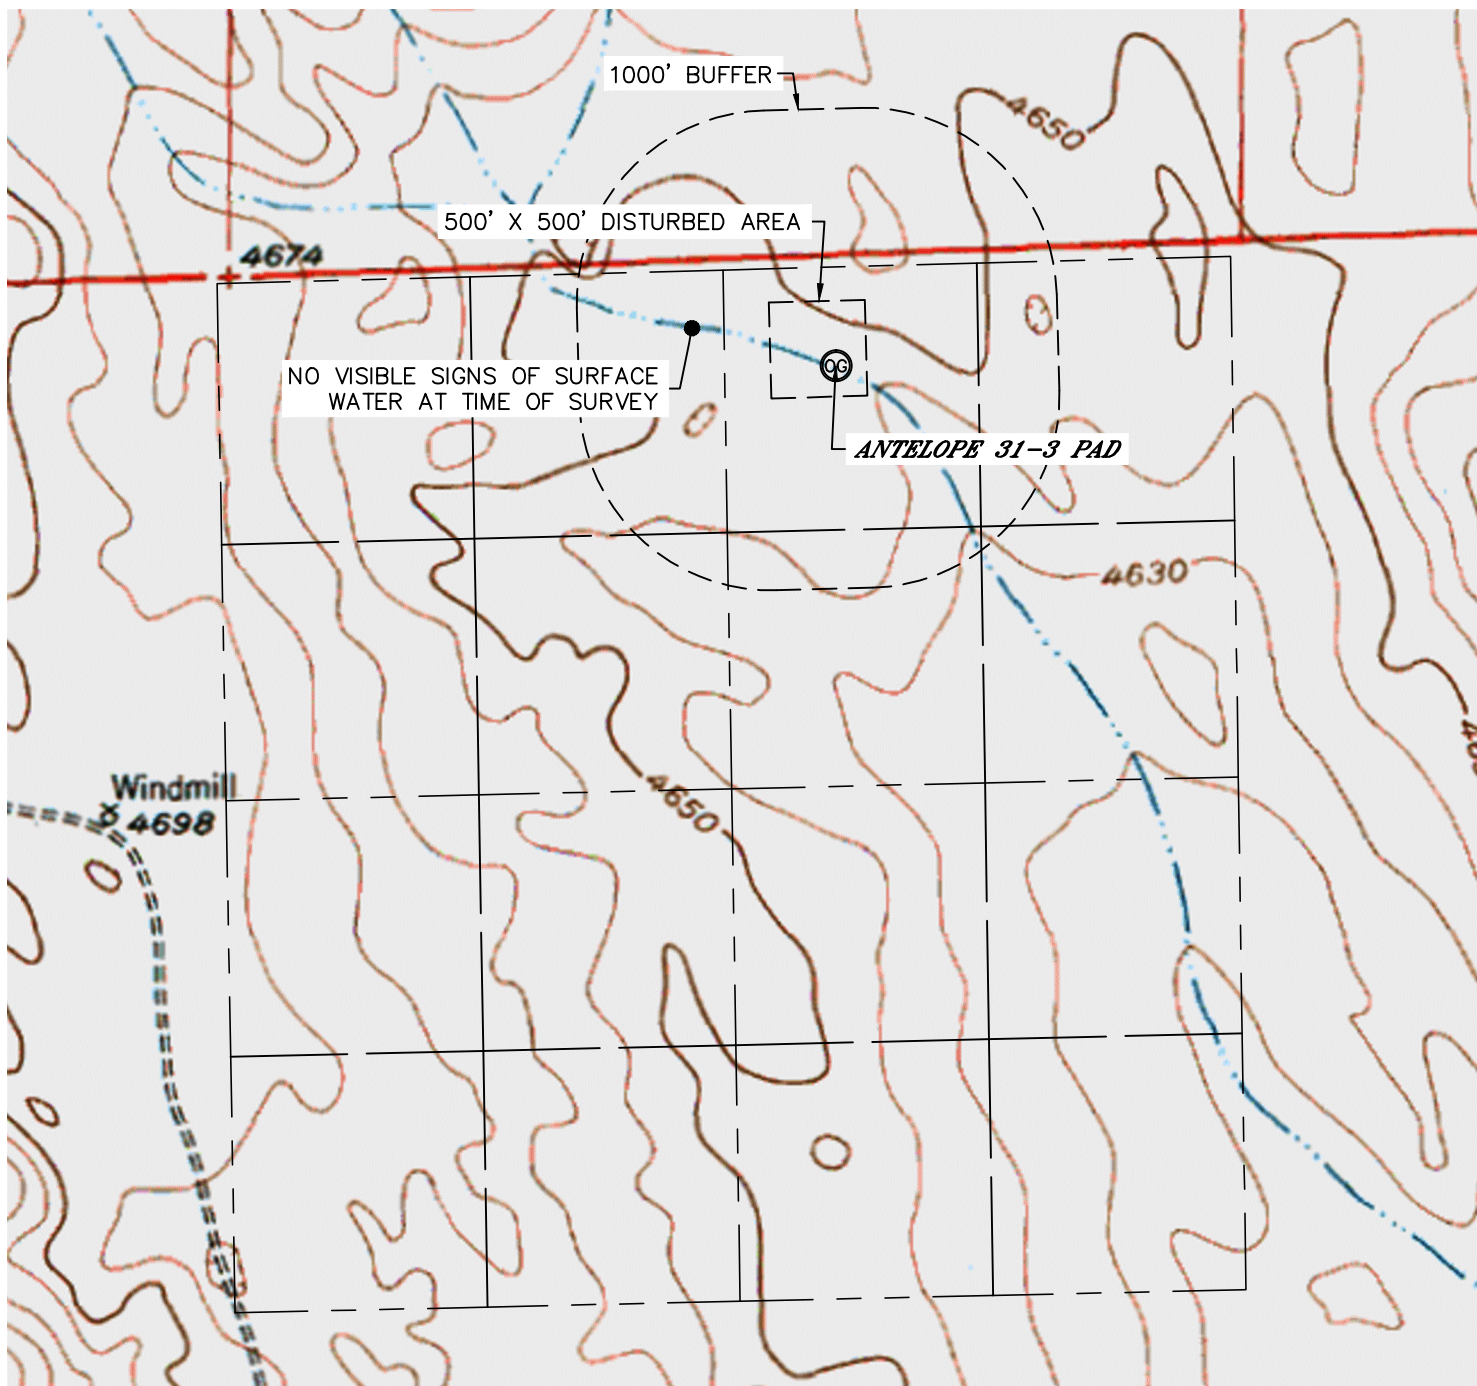 1000' BUFFER
4650
500' X 500' DISTURBED AREA
4674
NO VISIBLE SIGNS OF SURFACE
WATER AT TIME OF SURVEY
OG
ANTELOPE 31-3 PAD
4630
Windmill
4698
4650